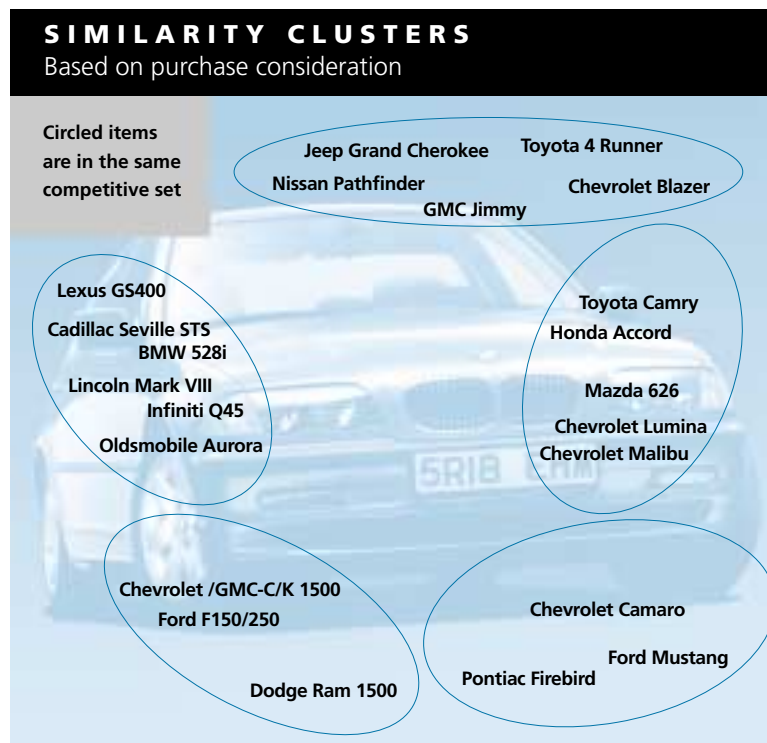 SIMILARITY CLUSTERS
Based on purchase consideration
Circled items
are in the same
competitive set
Jeep Grand Cherokee
Toyota 4 Runner
Nissan Pathfinder
Chevrolet Blazer
GMC Jimmy
Lexus GS400
Cadillac Seville STS
BMW 528i
Lincoln Mark VIII
Infiniti Q45
Oldsmobile Aurora
Toyota Camry
Honda Accord
Mazda 626
Chevrolet Lumina
Chevrolet Malibu
Chevrolet /GMC-C/K 1500
Ford F150/250
Dodge Ram 1500
Chevrolet Camaro
Ford Mustang
Pontiac Firebird